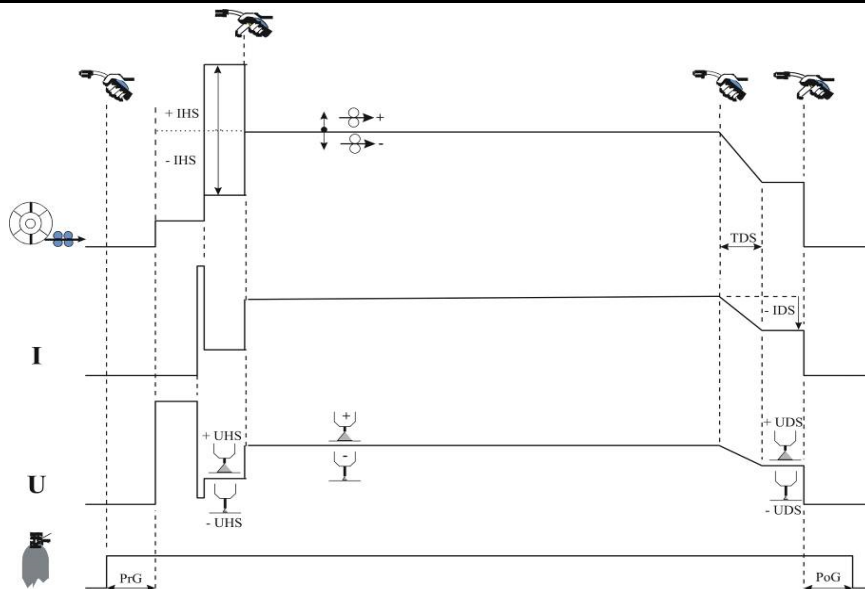 + IHS
- IHS
+
-
TDS
- IDS
I
+ UHS
- UHS
+
-
+ UDS
- UDS
U
PrG
PoG